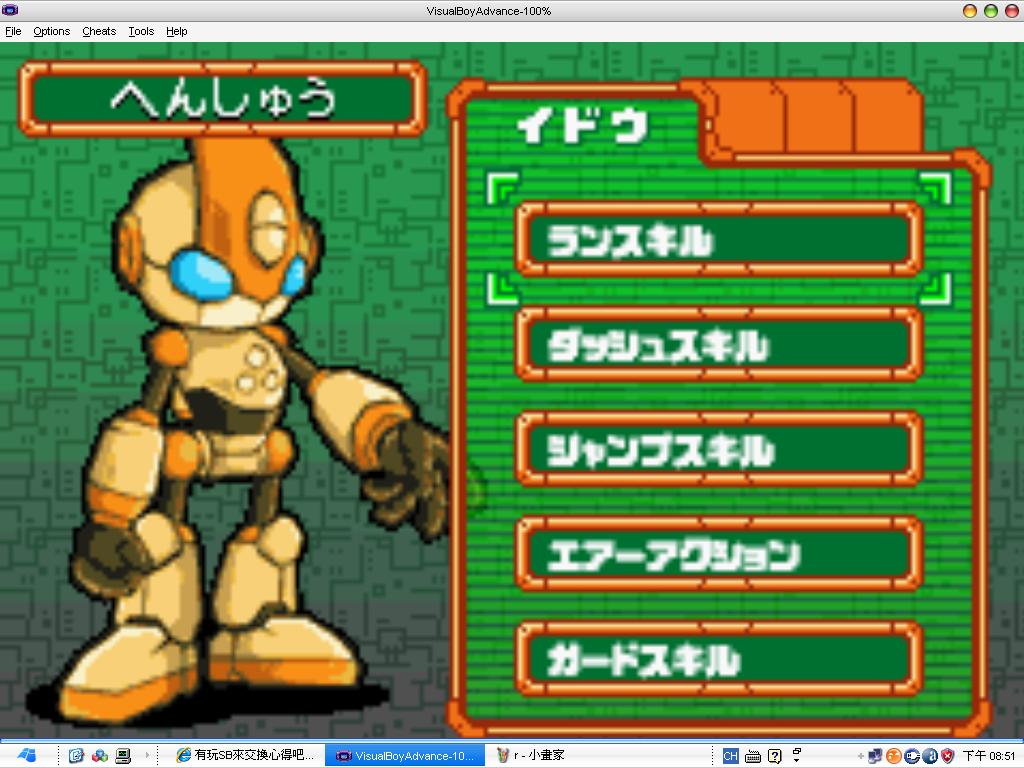 VisualBoyAdvance-100%
File Options Cheats Tools Help
へんしゅう
イドウ
ランスキル
ダッシュスキル
ジャンプスキル
エアーアクション
ガードスキル
有玩SB來交換心得吧...
VisualBoyAdvance-10...
r - 小畫家
CH
下午 08:51